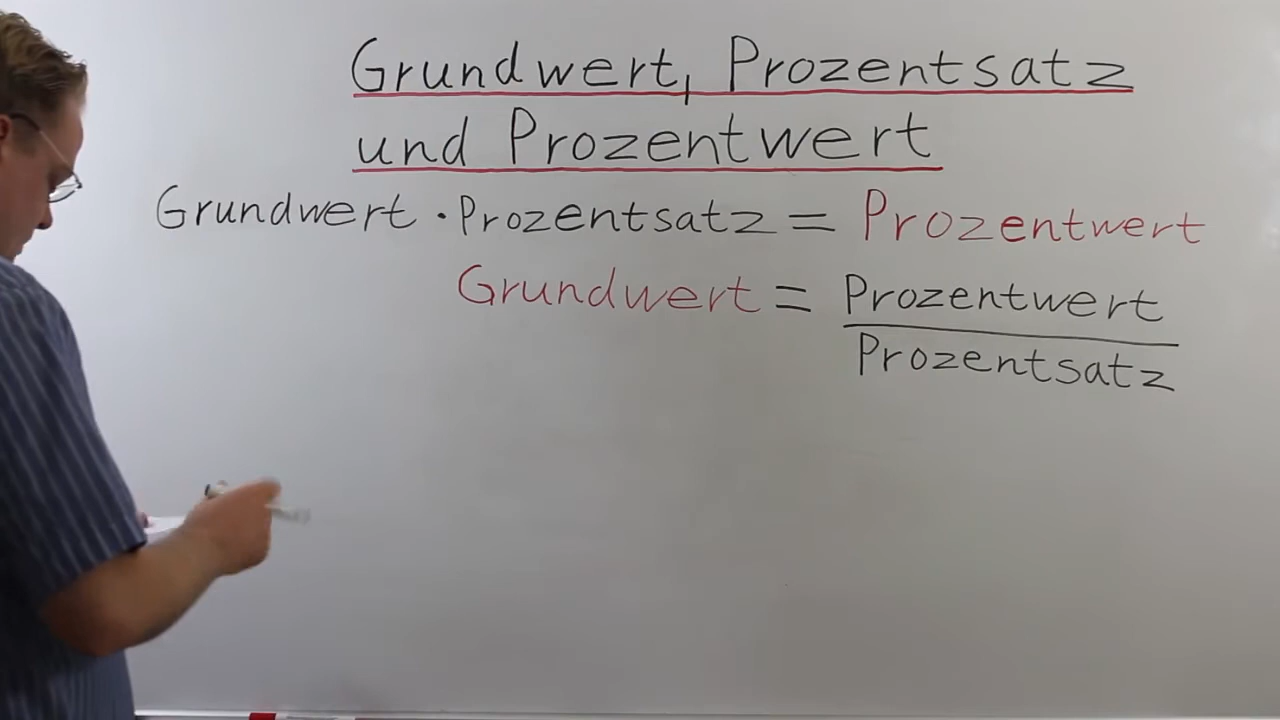 Grundwert, Prozentsatz
und Prozentwert
Grundwert · Prozentsatz = Prozentwert
Grundwert = Prozentwert
Prozentsatz